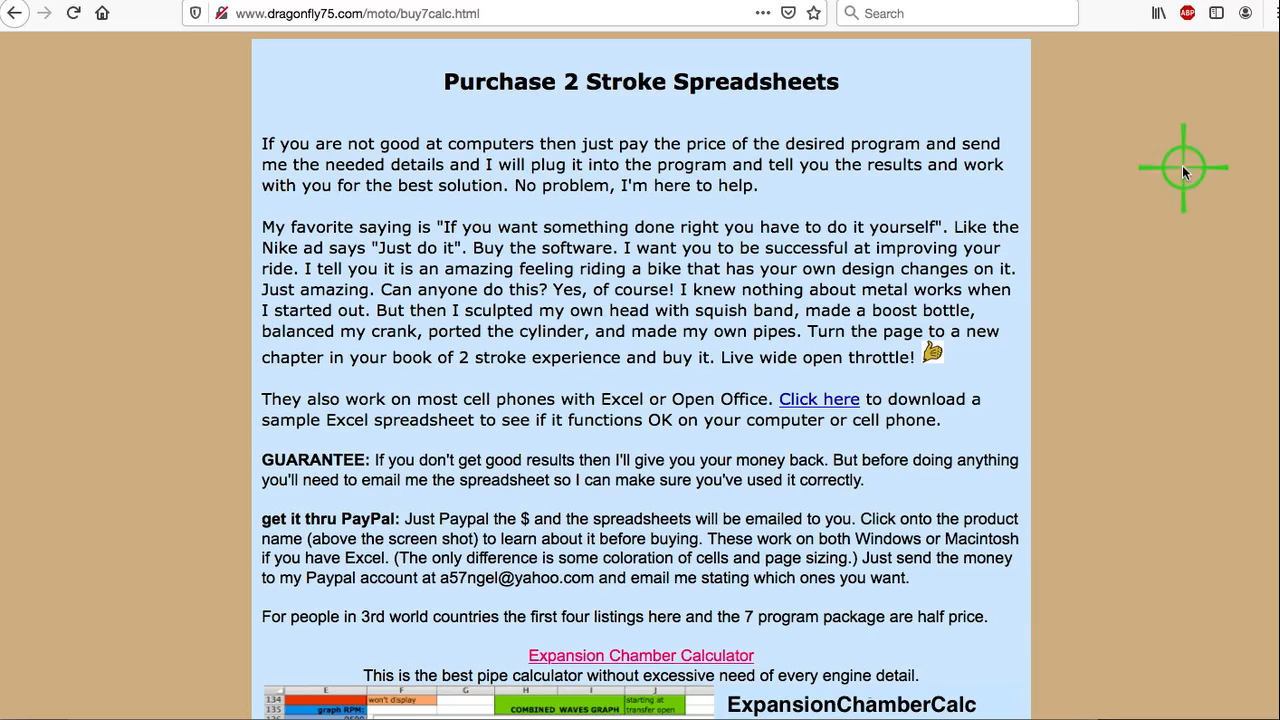 www.dragonfly75.com/moto/buy7calc.html
Search
ABP
Purchase 2 Stroke Spreadsheets
If you are not good at computers then just pay the price of the desired program and send
me the needed details and I will plug it into the program and tell you the results and work
with you for the best solution. No problem, I'm here to help.
My favorite saying is "If you want something done right you have to do it yourself". Like the
Nike ad says "Just do it". Buy the software. I want you to be successful at improving your
ride. I tell you it is an amazing feeling riding a bike that has your own design changes on it.
Just amazing. Can anyone do this? Yes, of course! I knew nothing about metal works when
I started out. But then I sculpted my own head with squish band, made a boost bottle,
balanced my crank, ported the cylinder, and made my own pipes. Turn the page to a new
chapter in your book of 2 stroke experience and buy it. Live wide open throttle!
They also work on most cell phones with Excel or Open Office. Click here to download a
sample Excel spreadsheet to see if it functions OK on your computer or cell phone.
GUARANTEE: If you don't get good results then I'll give you your money back. But before doing anything
you'll need to email me the spreadsheet so I can make sure you've used it correctly.
get it thru PayPal: Just Paypal the $ and the spreadsheets will be emailed to you. Click onto the product
name (above the screen shot) to learn about it before buying. These work on both Windows or Macintosh
if you have Excel. (The only difference is some coloration of cells and page sizing.) Just send the money
to my Paypal account at a57ngel@yahoo.com and email me stating which ones you want.
For people in 3rd world countries the first four listings here and the 7 program package are half price.
Expansion Chamber Calculator
This is the best pipe calculator without excessive need of every engine detail.
E F G H I J
134 won't display starting at
135 graph RPM: COMBINED WAVES GRAPH transfer open
ExpansionChamberCalc